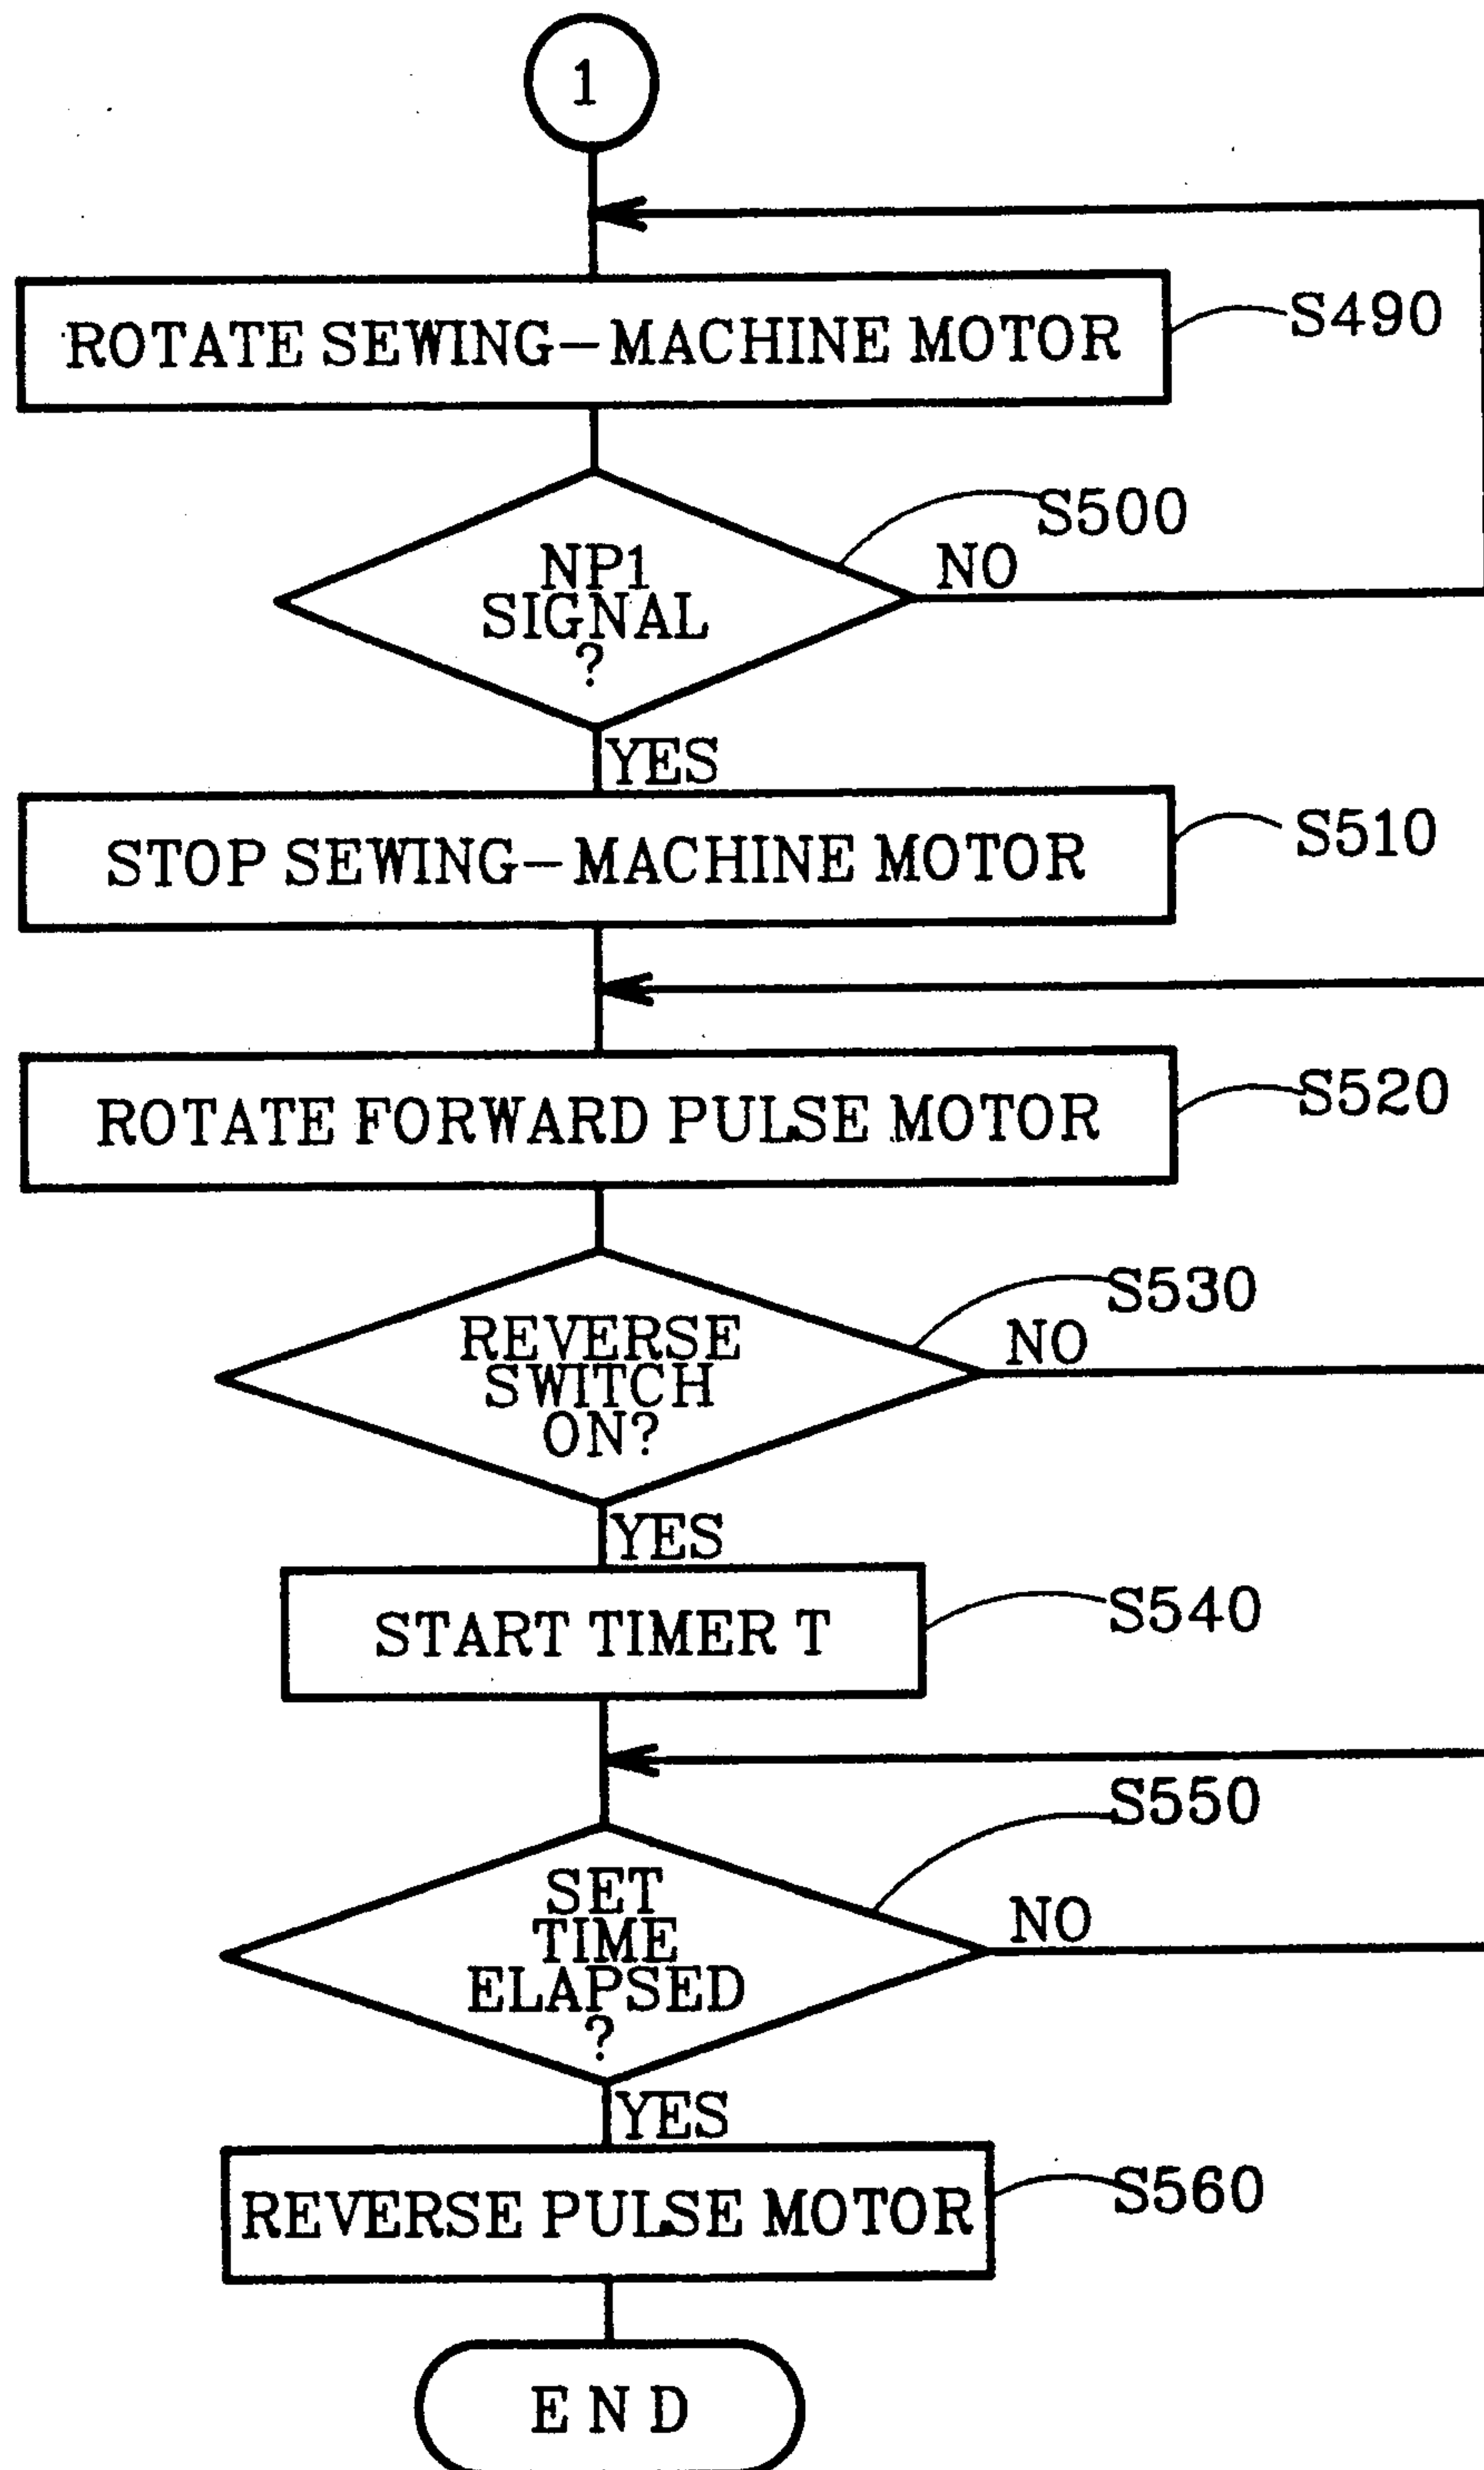 1
ROTATE SEWING-MACHINE MOTOR
S490
S500
NP1
SIGNAL
?
NO
YES
STOP SEWING-MACHINE MOTOR
S510
ROTATE FORWARD PULSE MOTOR
S520
S530
REVERSE
SWITCH
ON?
NO
YES
START TIMER T
S540
S550
SET
TIME
ELAPSED
?
NO
YES
REVERSE PULSE MOTOR
S560
END